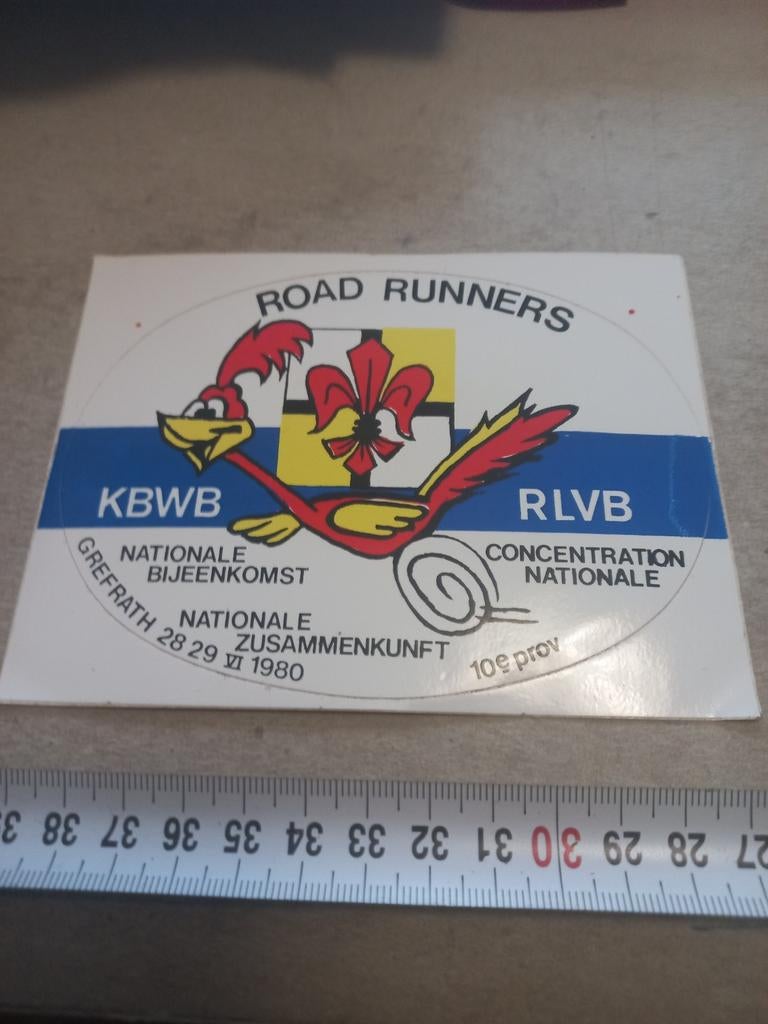 ROAD RUNNERS
KBWB
RLVB
NATIONALE
BIJEENKOMST
CONCENTRATION
NATIONALE
NATIONALE
ZUSAMMENKUNFT
GREFRATH 28 29 VI 1980
10e prov
38 37 36 35 34 33 32 31 30 29 28 27